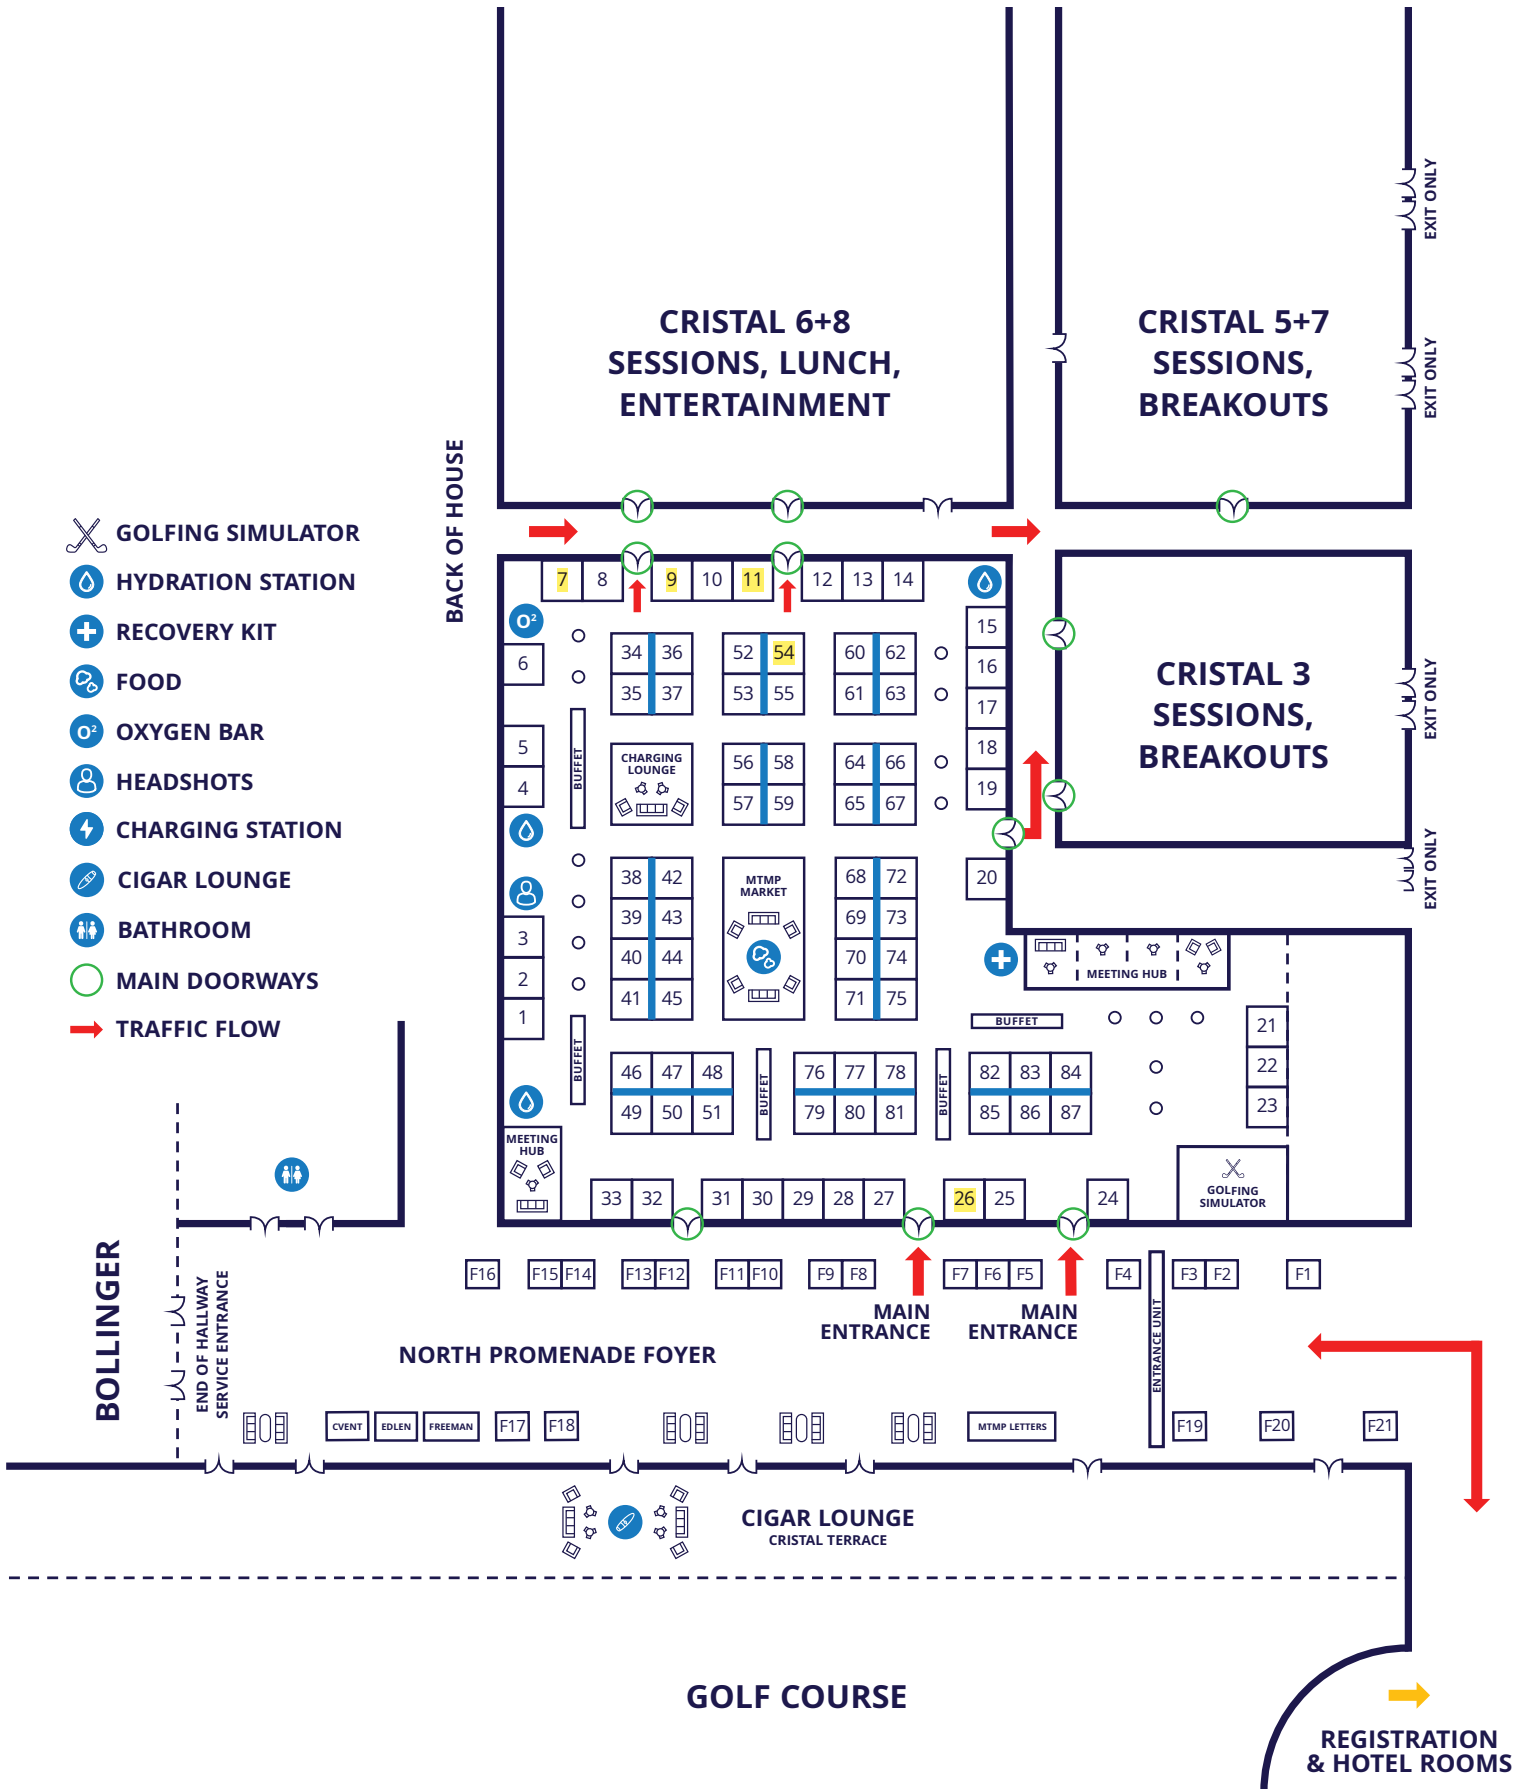 CRISTAL 6+8
SESSIONS, LUNCH,
ENTERTAINMENT
CRISTAL 5+7
SESSIONS,
BREAKOUTS
EXIT ONLY
EXIT ONLY
BACK OF HOUSE
GOLFING SIMULATOR
HYDRATION STATION
RECOVERY KIT
FOOD
O² OXYGEN BAR
HEADSHOTS
CHARGING STATION
CIGAR LOUNGE
BATHROOM
MAIN DOORWAYS
TRAFFIC FLOW
7 8 9 10 11 12 13 14
O²
6
5
4
3
2
1
15
16
17
18
19
20
34 36 52 54 60 62
35 37 53 55 61 63
BUFFET
CHARGING
LOUNGE
56 58 64 66
57 59 65 67
CRISTAL 3
SESSIONS,
BREAKOUTS
EXIT ONLY
EXIT ONLY
38 42
39 43
40 44
41 45
MTMP
MARKET
68 72
69 73
70 74
71 75
MEETING HUB
BUFFET
21
22
23
BUFFET
46 47 48
49 50 51
BUFFET
76 77 78
79 80 81
BUFFET
82 83 84
85 86 87
MEETING
HUB
33 32 31 30 29 28 27 26 25 24
GOLFING
SIMULATOR
F16 F15 F14 F13 F12 F11 F10 F9 F8 F7 F6 F5 F4 F3 F2 F1
MAIN
ENTRANCE
MAIN
ENTRANCE
ENTRANCE UNIT
BOLLINGER
END OF HALLWAY
SERVICE ENTRANCE
NORTH PROMENADE FOYER
CVENT EDLEN FREEMAN F17 F18 MTMP LETTERS F19 F20 F21
CIGAR LOUNGE
CRISTAL TERRACE
GOLF COURSE
REGISTRATION
& HOTEL ROOMS